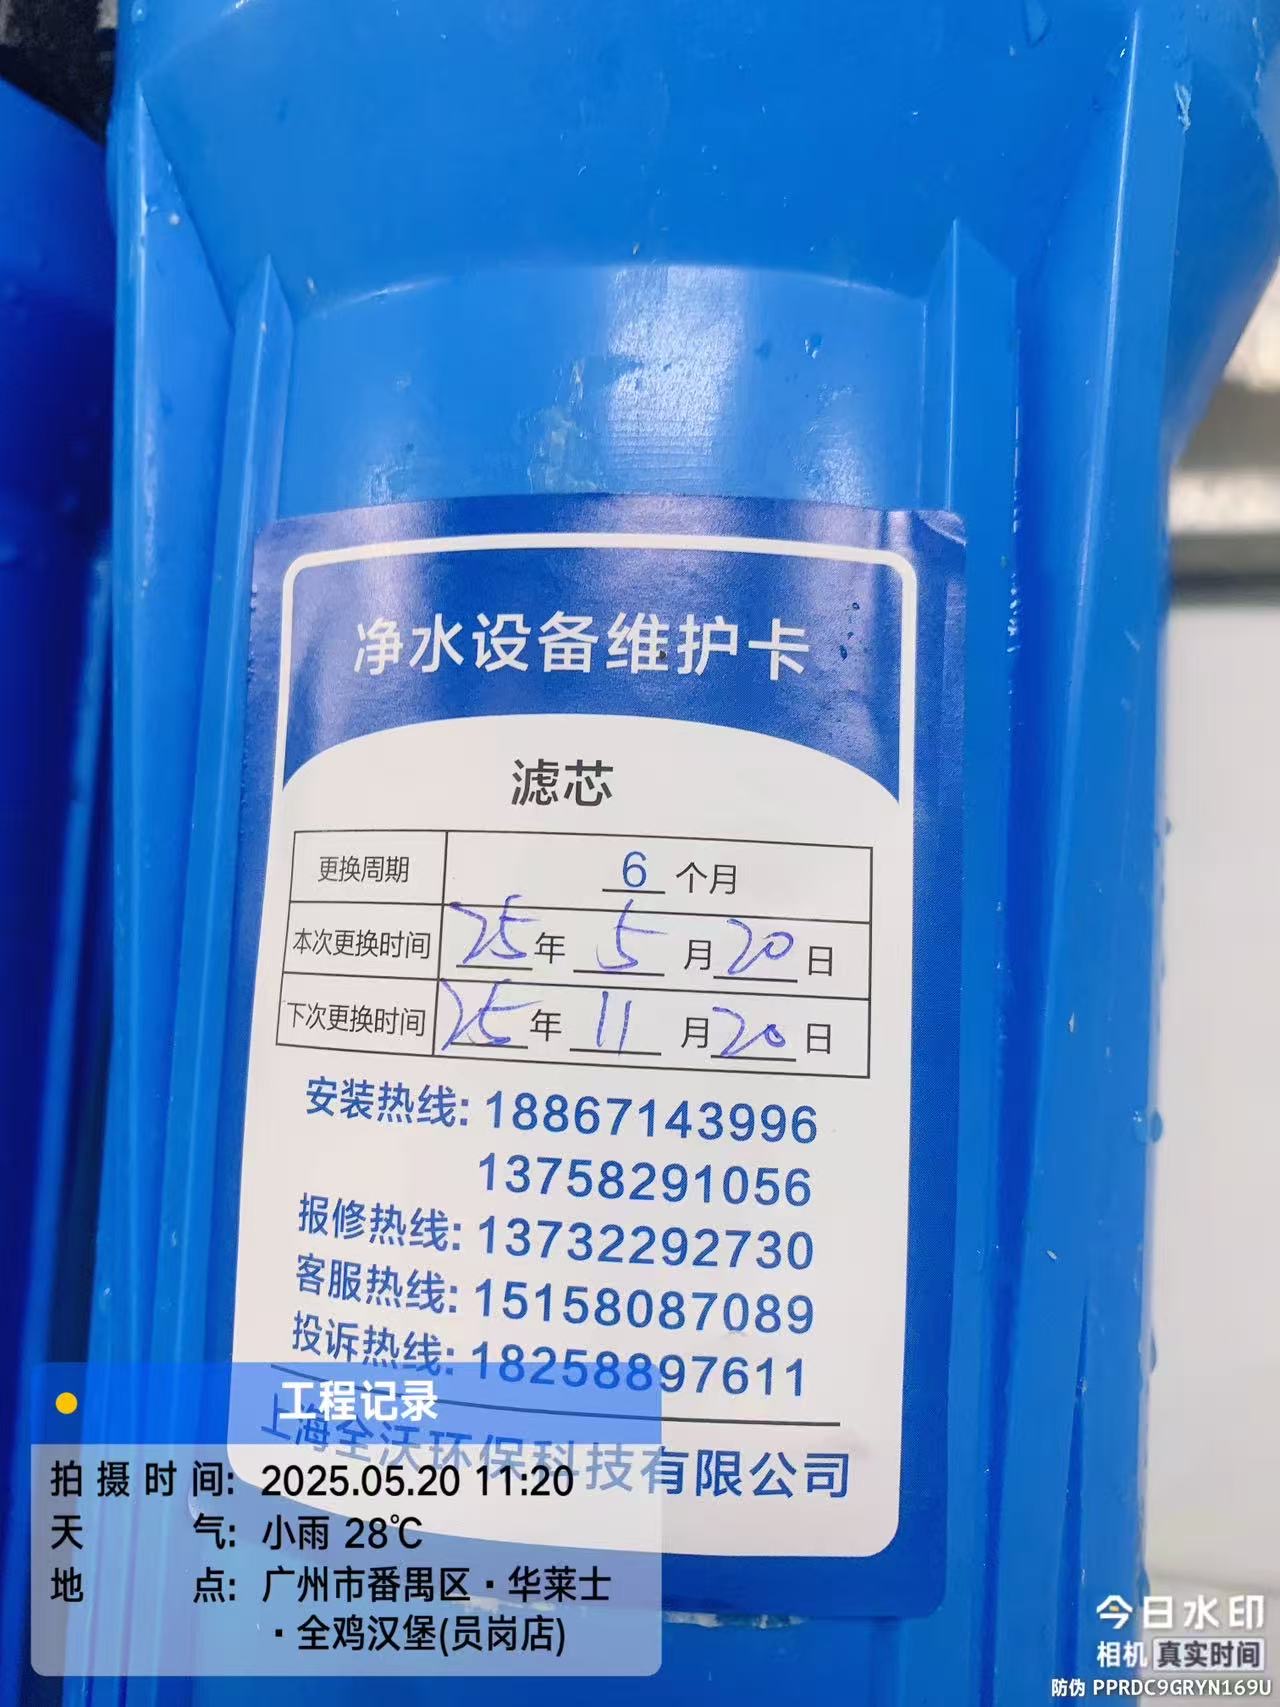 净水设备维护卡
滤芯
更换周期 6 个月
本次更换时间 25 年 5 月 20 日
下次更换时间 25 年 11 月 20 日
安装热线: 18867143996
13758291056
报修热线: 13732292730
客服热线: 15158087089
投诉热线: 18258897611
上海全沃环保科技有限公司
工程记录
拍摄时间: 2025.05.20 11:20
天气: 小雨 28℃
地点: 广州市番禺区·华莱士
·全鸡汉堡(员岗店)
今日水印
相机 真实时间
防伪 PPRDC9GRYN169U